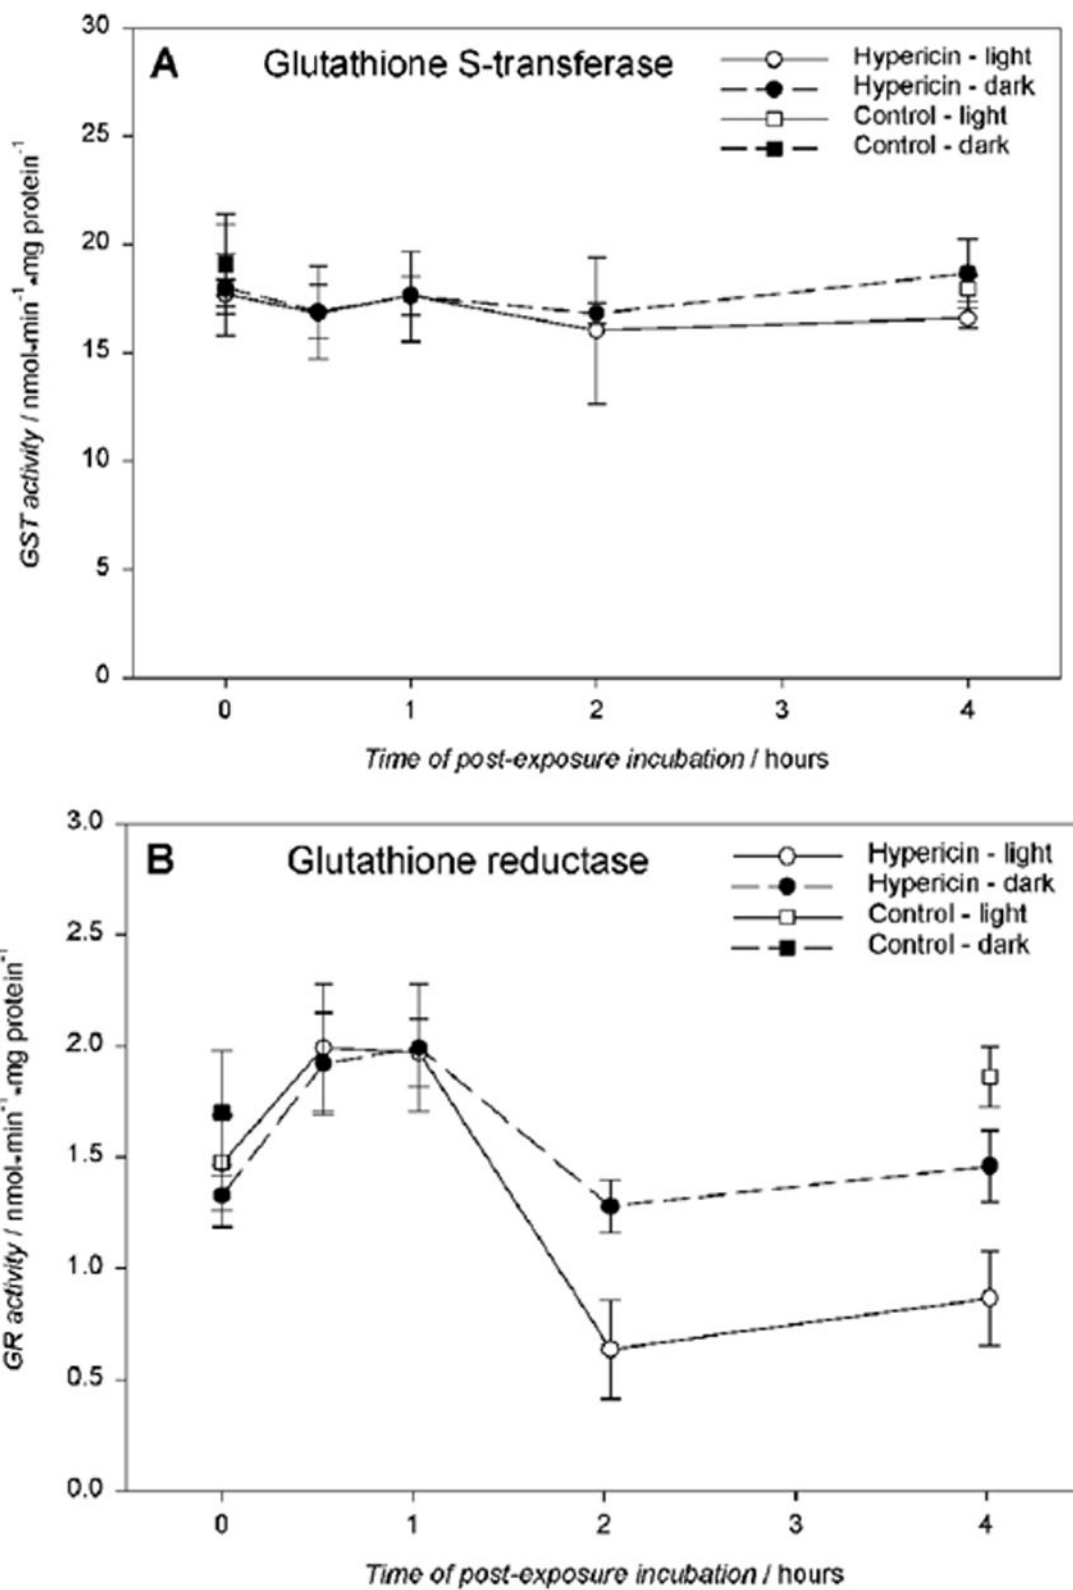 30
A Glutathione S-transferase
Hypericin - light
Hypericin - dark
Control - light
Control - dark
25
20
15
10
5
0
GST activity / nmol•min⁻¹•mg protein⁻¹
0 1 2 3 4
Time of post-exposure incubation / hours
3.0
B Glutathione reductase
Hypericin - light
Hypericin - dark
Control - light
Control - dark
2.5
2.0
1.5
1.0
0.5
0.0
GR activity / nmol•min⁻¹•mg protein⁻¹
0 1 2 3 4
Time of post-exposure incubation / hours